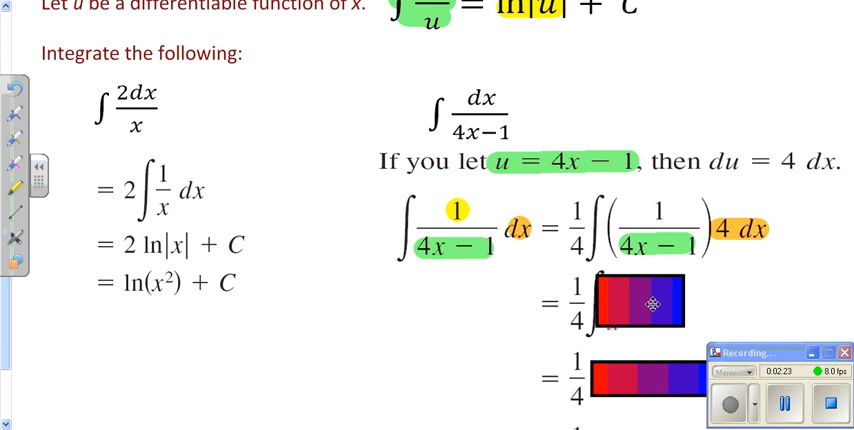 Let u be a differentiable function of x.
∫ u = ln|u| + C
Integrate the following:
∫ 2dx/x
∫ dx/4x−1
If you let u = 4x − 1, then du = 4 dx.
= 2∫ 1/x dx
∫ 1/4x − 1 dx = 1/4 ∫ (1/4x − 1) 4 dx
= 2 ln|x| + C
= ln(x²) + C
= 1/4 ∫
= 1/4
Recording...
Menu
0:02:23
8.0 fps